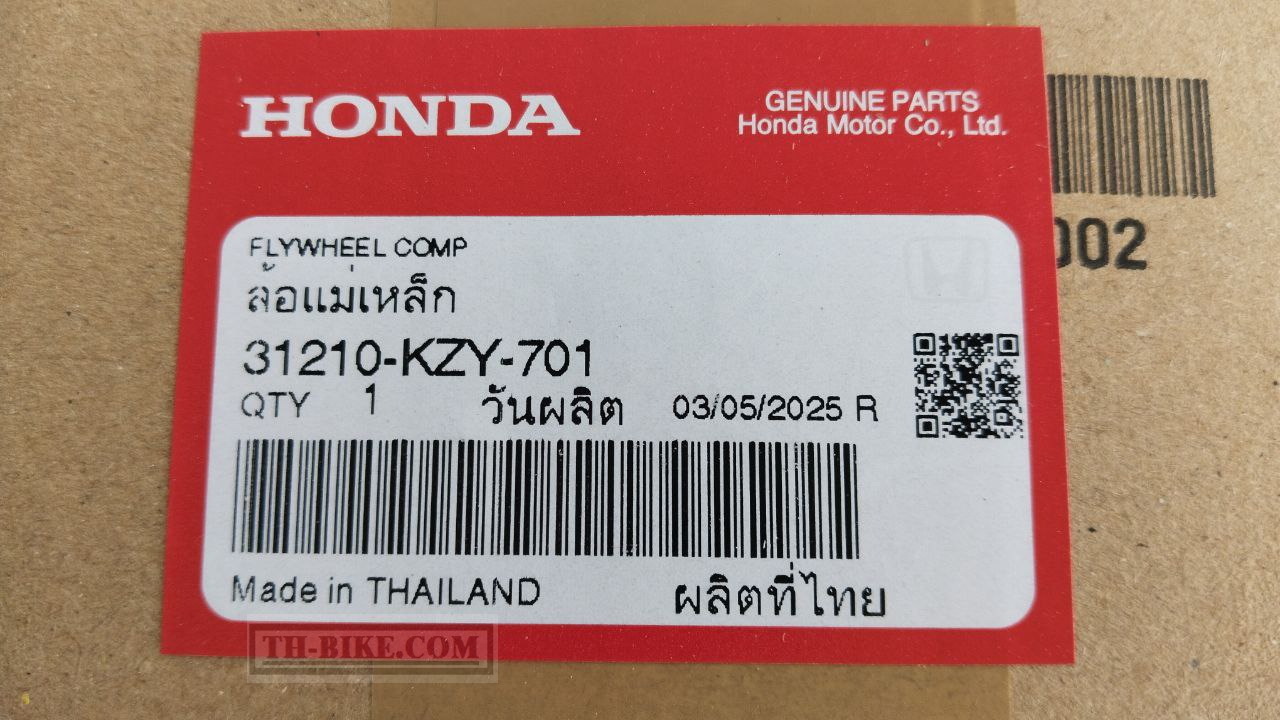 HONDA
GENUINE PARTS
Honda Motor Co., Ltd.
002
FLYWHEEL COMP
ล้อแม่เหล็ก
31210-KZY-701
QTY 1 วันผลิต 03/05/2025 R
Made in THAILAND ผลิตที่ไทย
TH-BIKE.COM